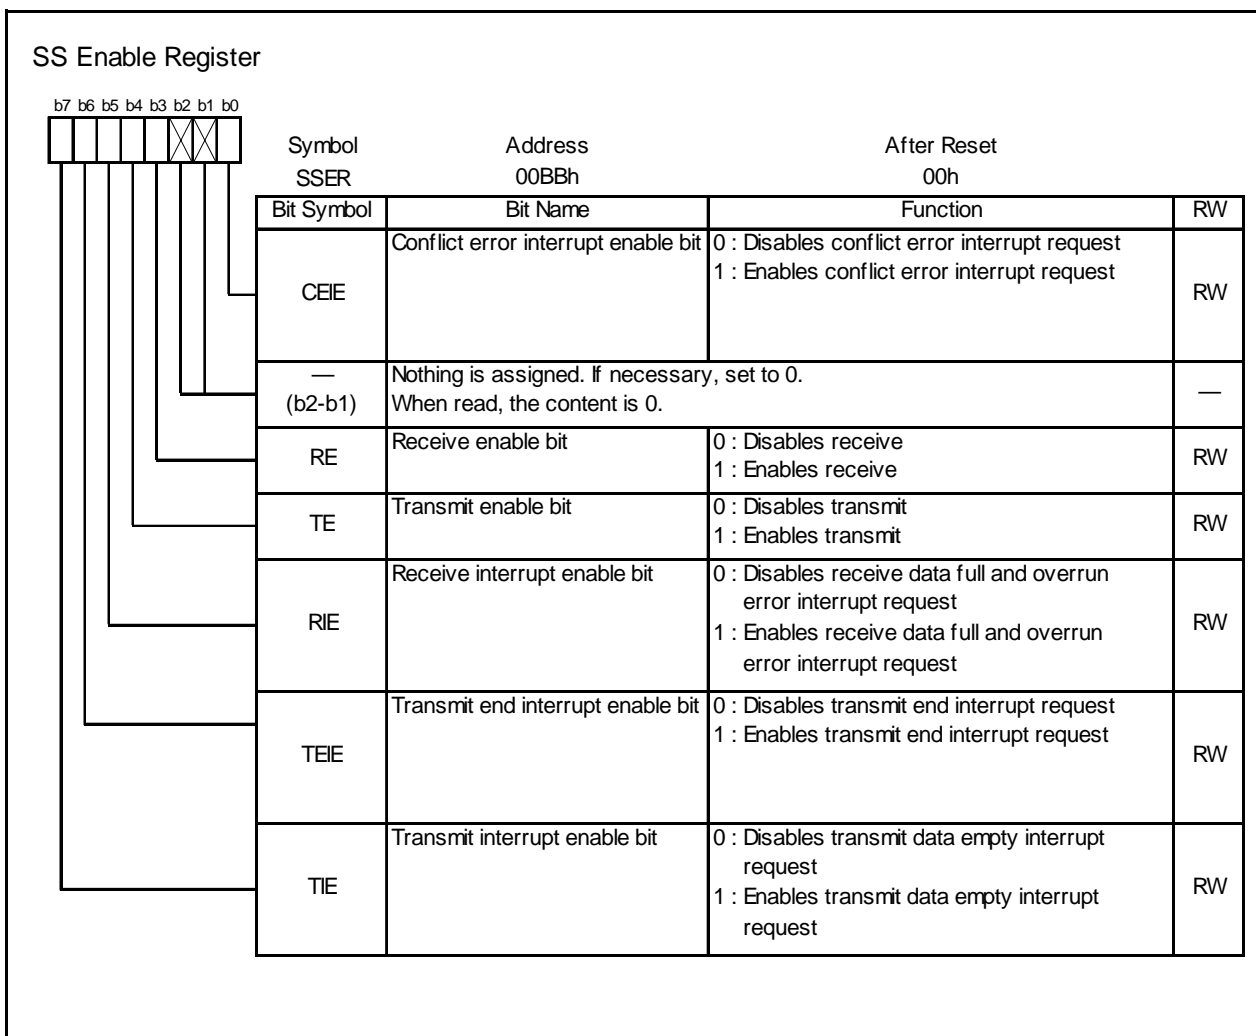 SS Enable Register
b7 b6 b5 b4 b3 b2 b1 b0
Symbol Address After Reset
SSER 00BBh 00h
Bit Symbol Bit Name Function RW
CEIE Conflict error interrupt enable bit 0 : Disables conflict error interrupt request
1 : Enables conflict error interrupt request
RW
—
(b2-b1)
Nothing is assigned. If necessary, set to 0.
When read, the content is 0.
—
RE Receive enable bit 0 : Disables receive
1 : Enables receive
RW
TE Transmit enable bit 0 : Disables transmit
1 : Enables transmit
RW
RIE Receive interrupt enable bit 0 : Disables receive data full and overrun
error interrupt request
1 : Enables receive data full and overrun
error interrupt request
RW
TEIE Transmit end interrupt enable bit 0 : Disables transmit end interrupt request
1 : Enables transmit end interrupt request
RW
TIE Transmit interrupt enable bit 0 : Disables transmit data empty interrupt
request
1 : Enables transmit data empty interrupt
request
RW